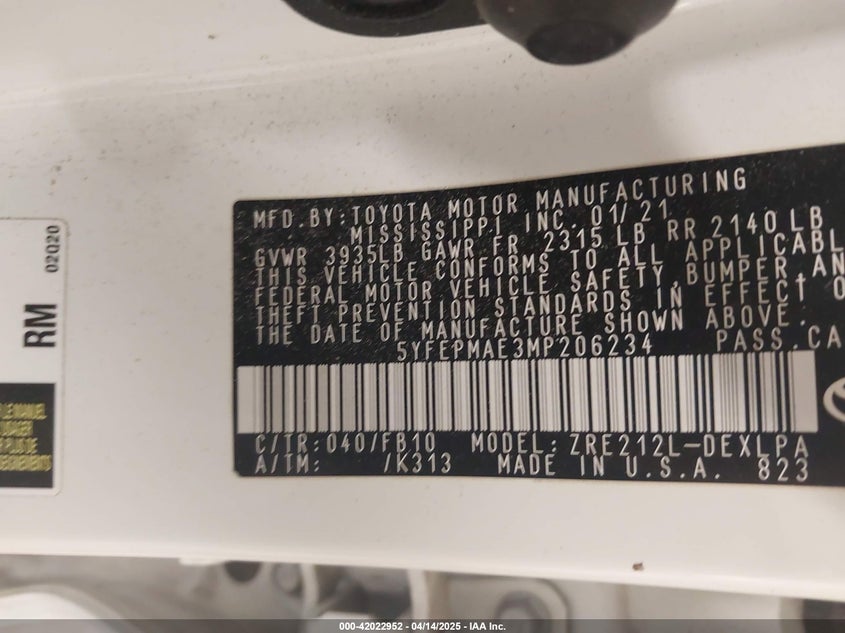 MFD.BY:TOYOTA MOTOR MANUFACTURING
MISSISSIPPI INC. 01/21
GVWR 3935LB GAWR FR 2315 LB RR 2140 LB
THIS VEHICLE CONFORMS TO ALL APPLICABL
FEDERAL MOTOR VEHICLE SAFETY,BUMPER,AN
THEFT PREVENTION STANDARDS IN EFFECT O
THE DATE OF MANUFACTURE SHOWN ABOVE.
5YFEPMAE3MP206234 PASS.CA
C/TR:040/FB10 MODEL:ZRE212L-DEXLPA
A/TM: /K313 MADE IN U.S.A. 823
RM
02020
000-42022952 | 04/14/2025 | IAA Inc.